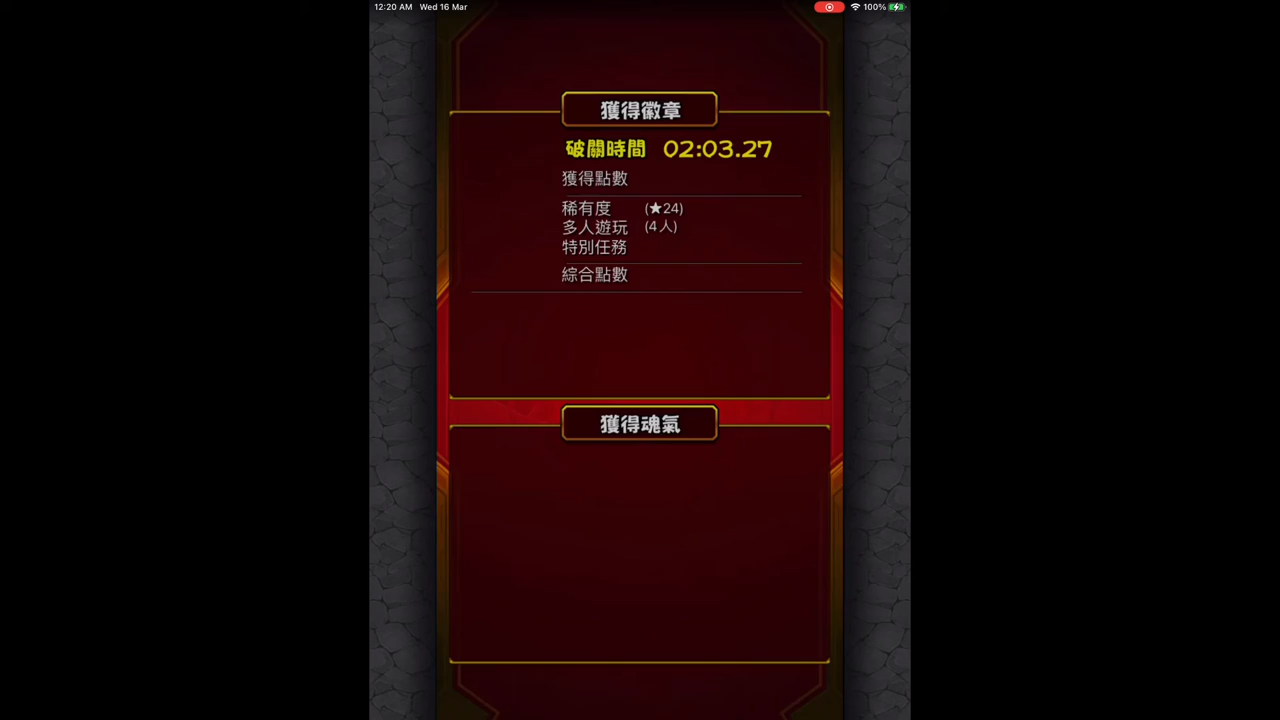 12:20 AM Wed 16 Mar 100%
獲得徽章
破關時間 02:03.27
獲得點數
稀有度 (★24)
多人遊玩 (4人)
特別任務
綜合點數
獲得魂氣